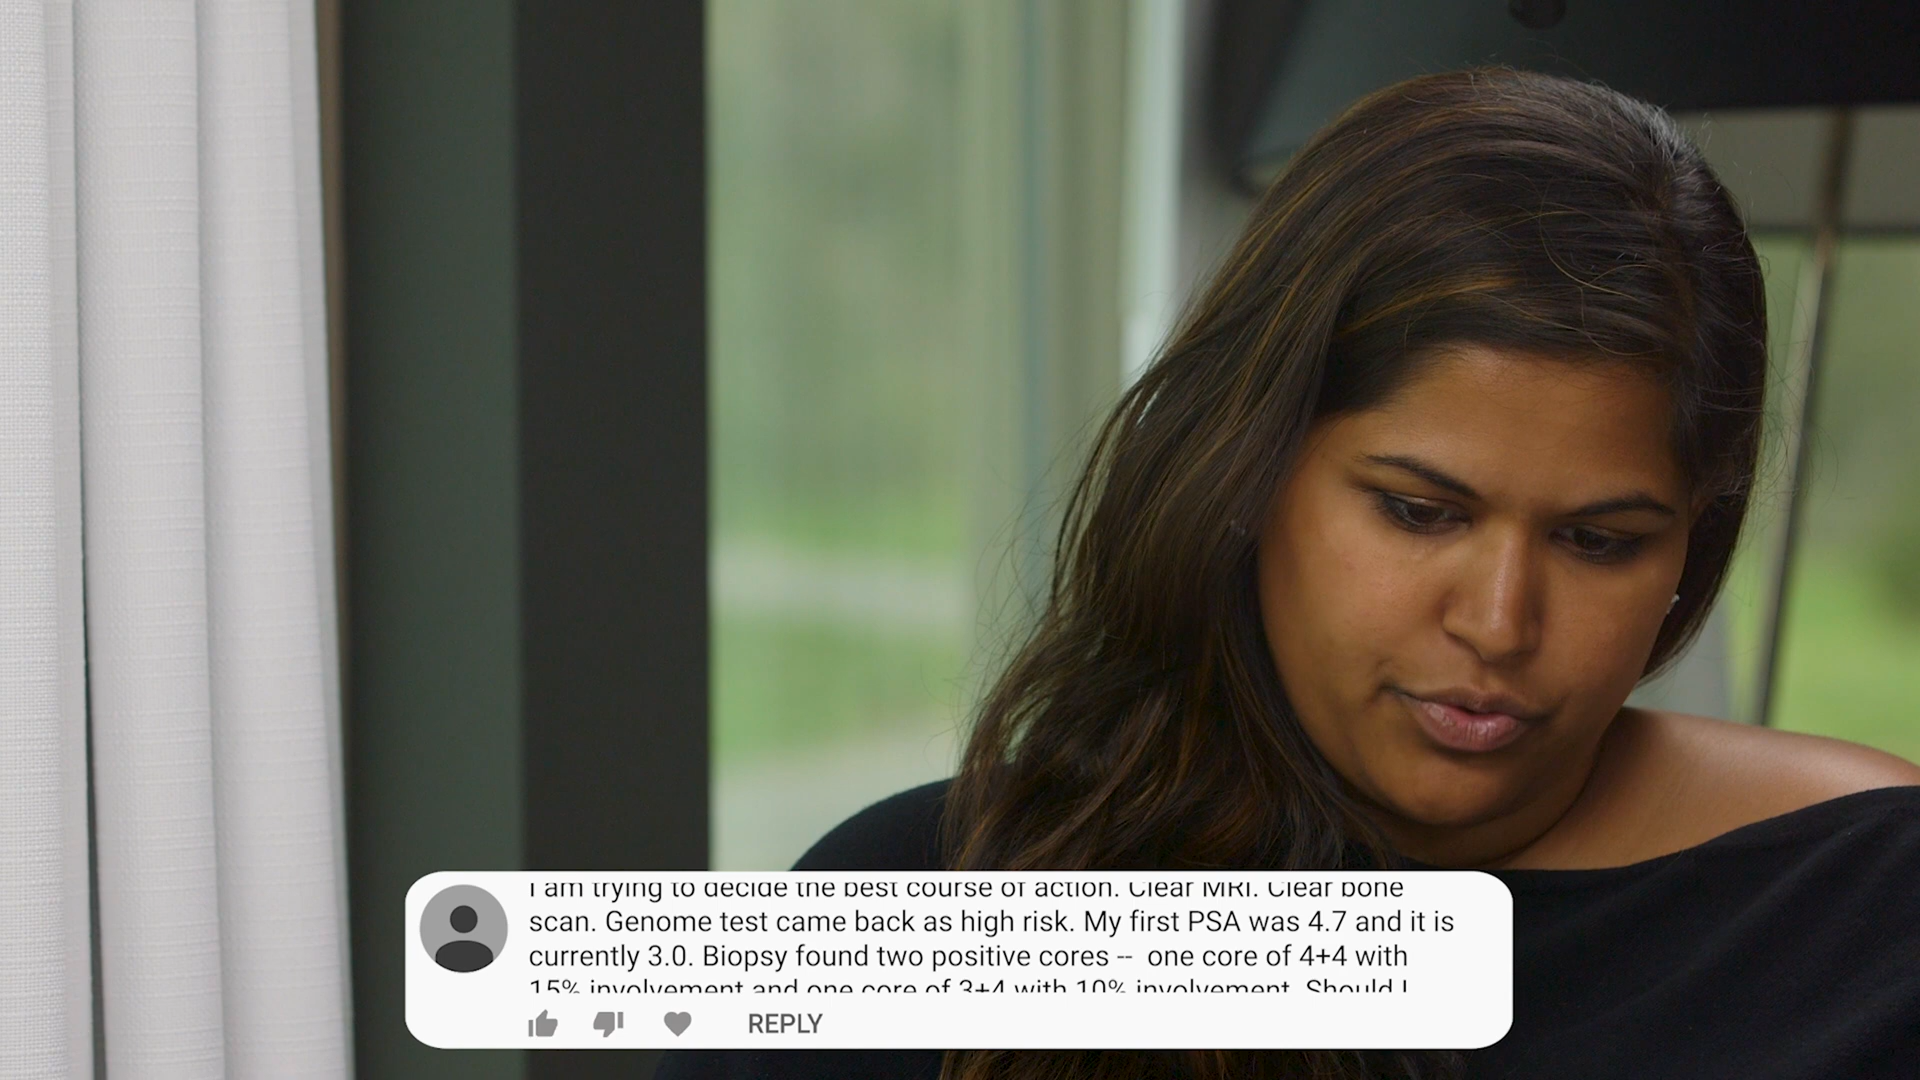 I am trying to decide the best course of action. Clear MRI. Clear bone
scan. Genome test came back as high risk. My first PSA was 4.7 and it is
currently 3.0. Biopsy found two positive cores -- one core of 4+4 with
15% involvement and one core of 3+4 with 10% involvement. Should I
REPLY